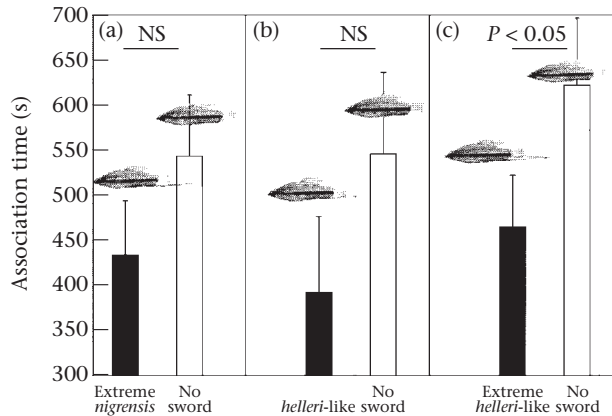 700
650
600
550
500
450
400
350
300
Association time (s)
(a) NS
(b) NS
(c) P < 0.05
Extreme No
nigrensis sword
No
helleri-like sword
Extreme No
helleri-like sword